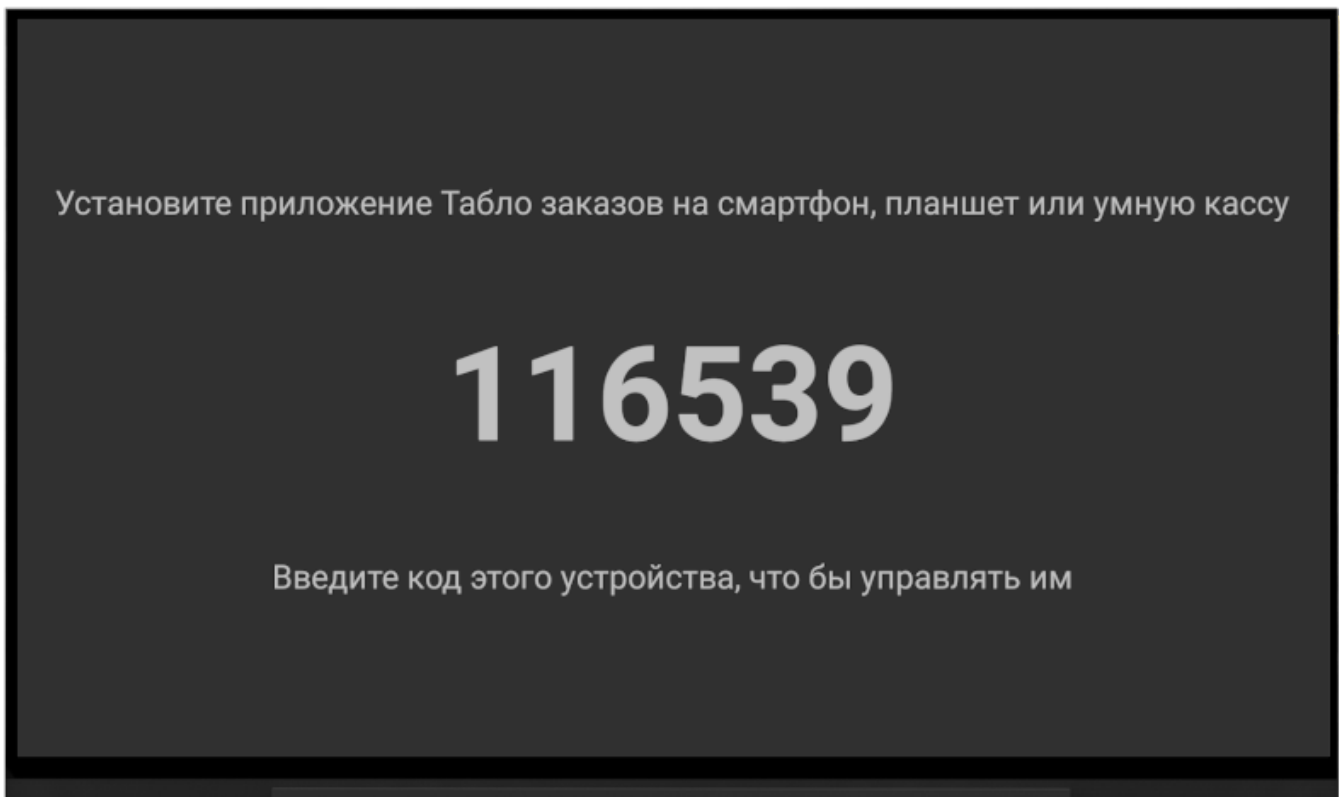 Установите приложение Табло заказов на смартфон, планшет или умную кассу
116539
Введите код этого устройства, что бы управлять им